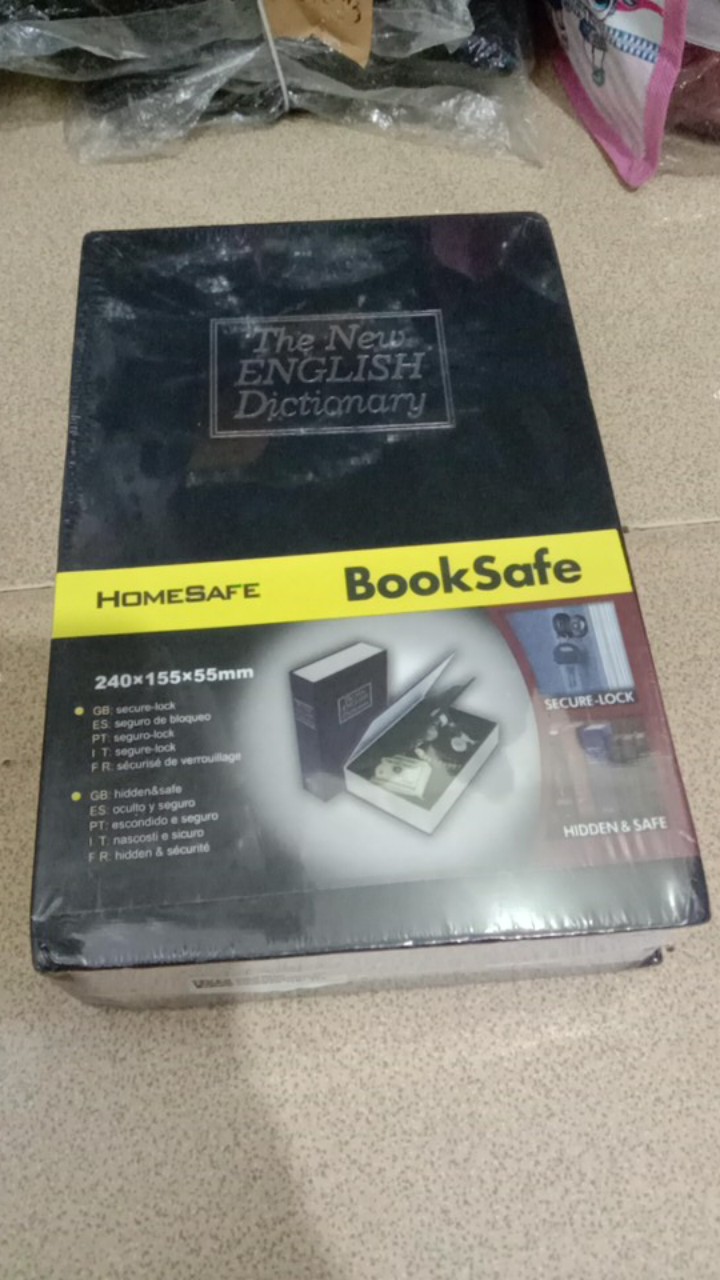 The New
ENGLISH
Dictionary
HOMESAFE
BookSafe
240×155×55mm
GB: secure-lock
ES: seguro de bloqueo
PT: seguro-lock
I T: segure-lock
F R: sécurisé de verrouillage
GB: hidden&safe
ES: oculto y seguro
PT: escondido e seguro
I T: nascosti e sicuro
F R: hidden & sécurité
SECURE-LOCK
HIDDEN & SAFE